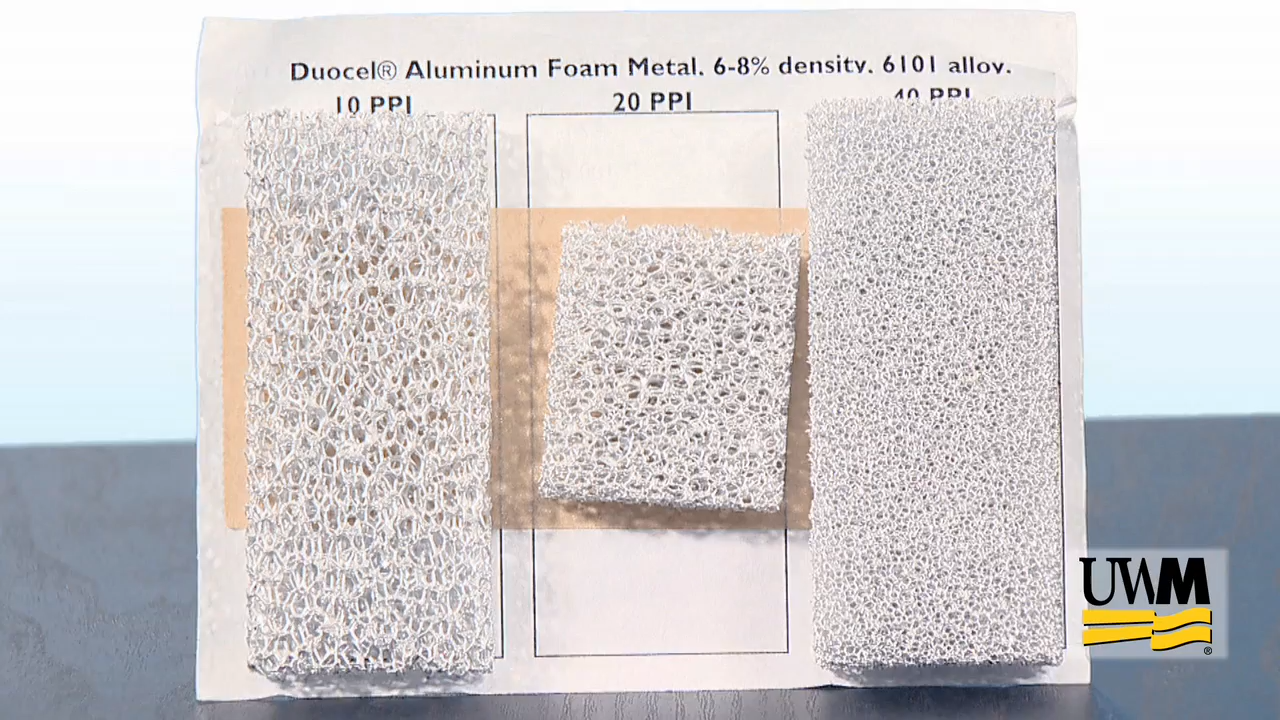 Duocel® Aluminum Foam Metal. 6-8% density. 6101 alloy.
10 PPI
20 PPI
40 PPI
UWM
®